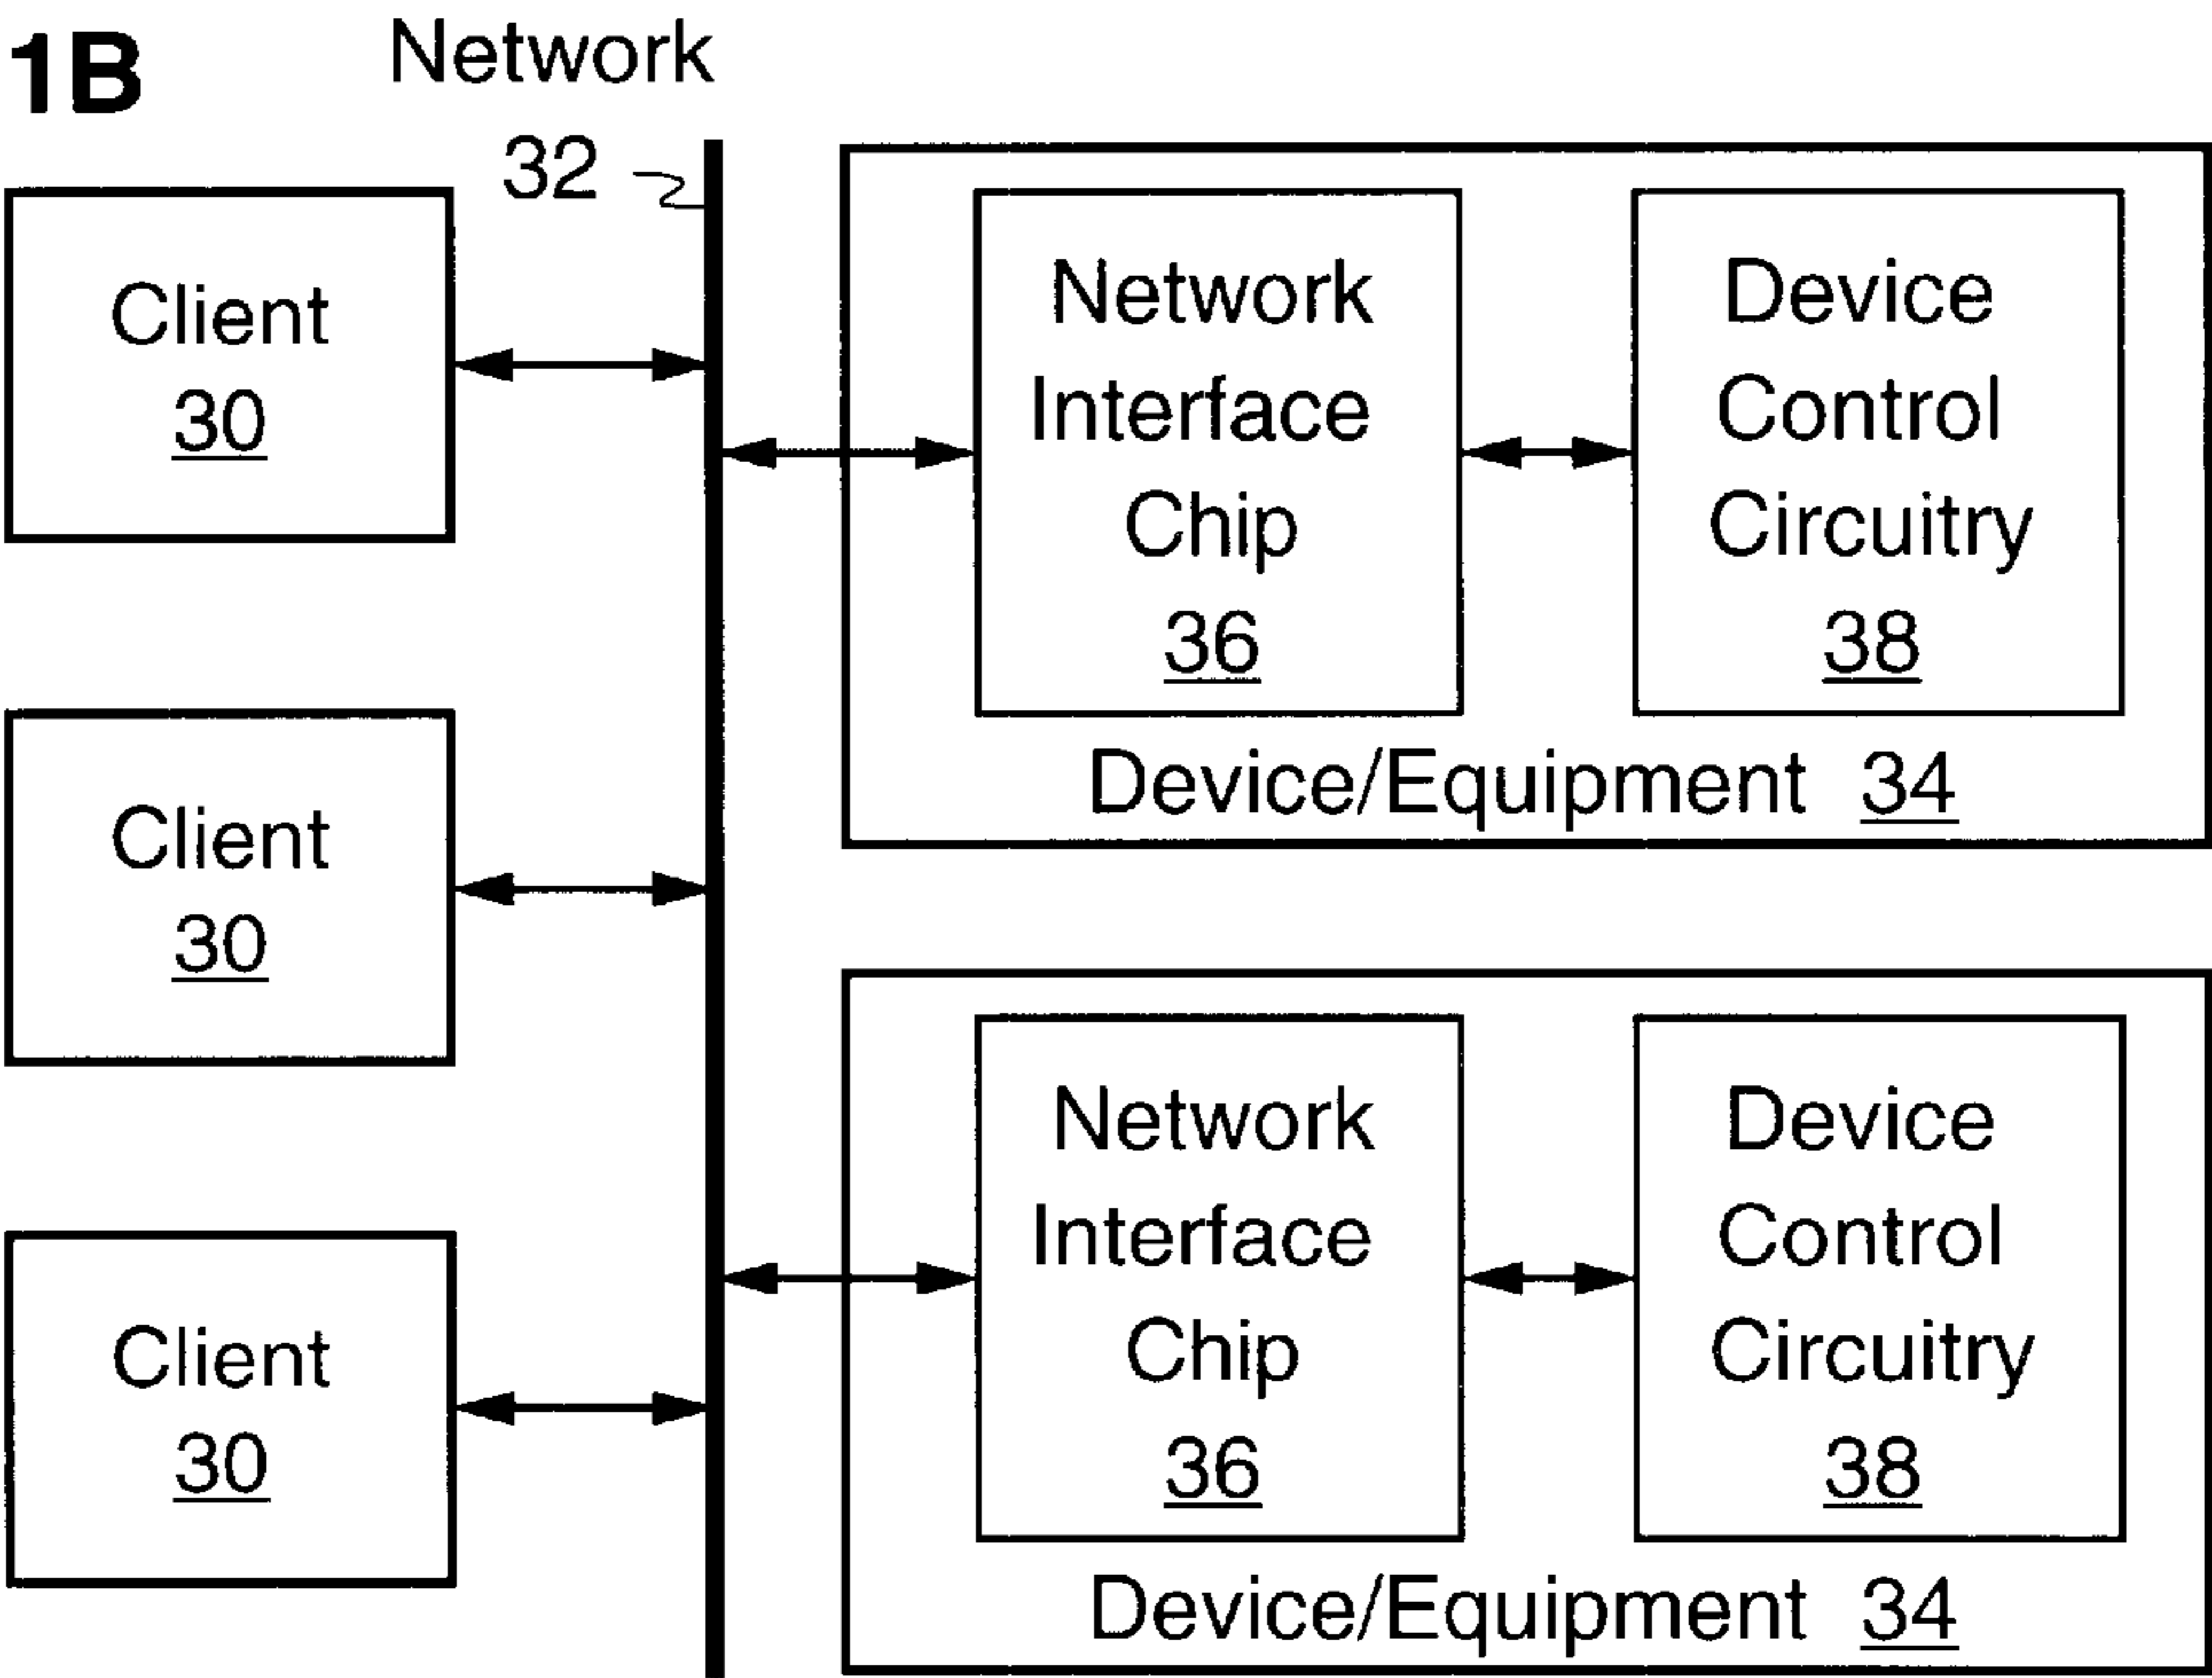 1B
Network
32
Client
30
Client
30
Client
30
Network
Interface
Chip
36
Device
Control
Circuitry
38
Device/Equipment 34
Network
Interface
Chip
36
Device
Control
Circuitry
38
Device/Equipment 34